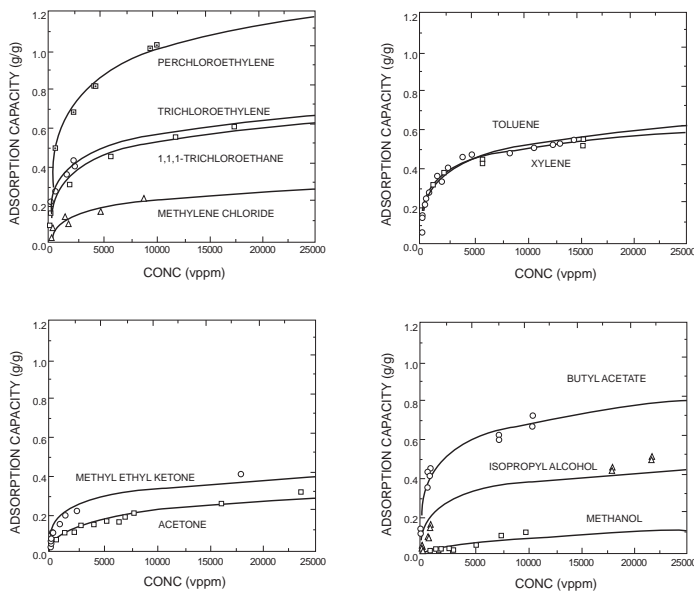 1.2
1.0
0.8
0.6
0.4
0.2
0.0
ADSORPTION CAPACITY (g/g)
PERCHLOROETHYLENE
TRICHLOROETHYLENE
1,1,1-TRICHLOROETHANE
METHYLENE CHLORIDE
0 5000 10000 15000 20000 25000
CONC (vppm)
1.2
1.0
0.8
0.6
0.4
0.2
0.0
ADSORPTION CAPACITY (g/g)
TOLUENE
XYLENE
0 5000 10000 15000 20000 25000
CONC (vppm)
1.2
1.0
0.8
0.6
0.4
0.2
0.0
ADSORPTION CAPACITY (g/g)
METHYL ETHYL KETONE
ACETONE
0 5000 10000 15000 20000 25000
CONC (vppm)
1.2
1.0
0.8
0.6
0.4
0.2
0.0
ADSORPTION CAPACITY (g/g)
BUTYL ACETATE
ISOPROPYL ALCOHOL
METHANOL
0 5000 10000 15000 20000 25000
CONC (vppm)